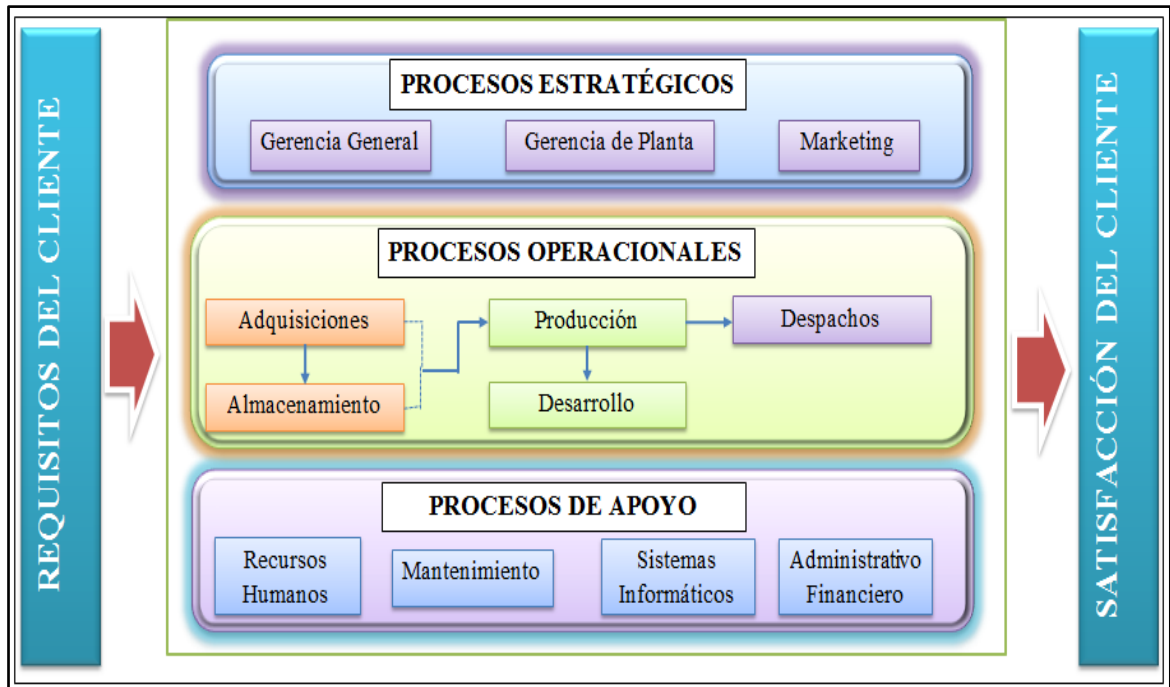 REQUISITOS DEL CLIENTE
PROCESOS ESTRATÉGICOS
Gerencia General
Gerencia de Planta
Marketing
PROCESOS OPERACIONALES
Adquisiciones
Producción
Despachos
Almacenamiento
Desarrollo
PROCESOS DE APOYO
Recursos
Humanos
Mantenimiento
Sistemas
Informáticos
Administrativo
Financiero
SATISFACCIÓN DEL CLIENTE